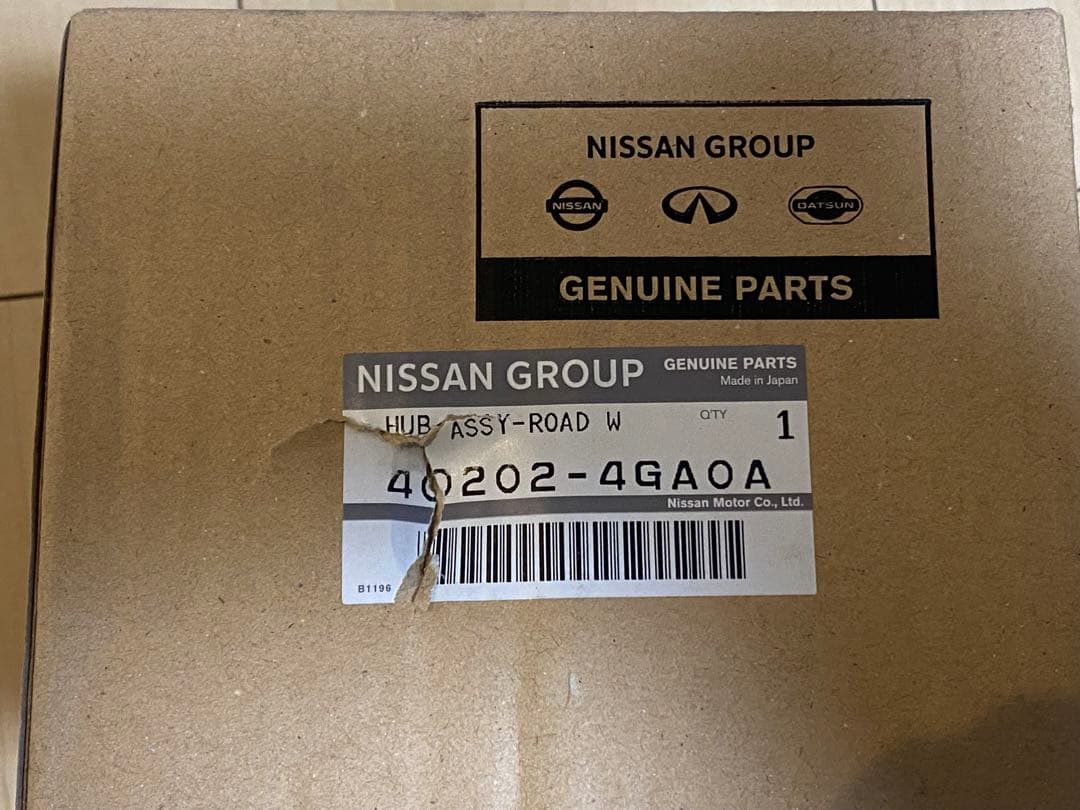 NISSAN GROUP
NISSAN DATSUN
GENUINE PARTS
NISSAN GROUP GENUINE PARTS
Made in Japan
HUB ASSY-ROAD W Q'TY 1
40202-4GA0A
Nissan Motor Co., Ltd.
B1196